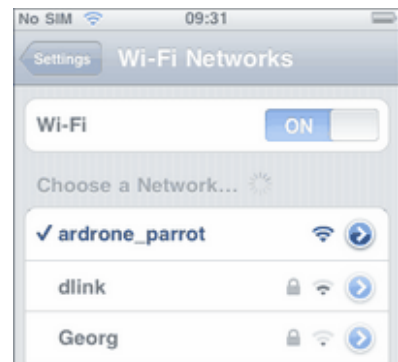 No SIM 09:31
Settings Wi-Fi Networks
Wi-Fi ON
Choose a Network...
✓ ardrone_parrot
dlink
Georg